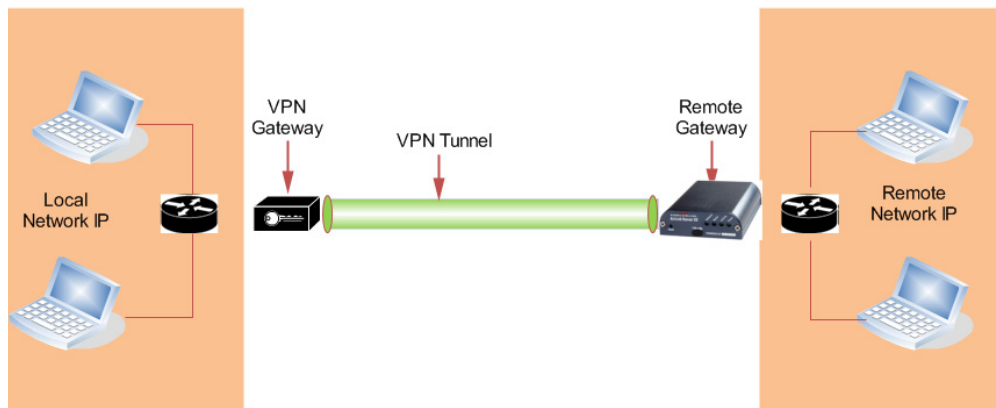 VPN
Gateway
VPN Tunnel
Remote
Gateway
Local
Network IP
Remote
Network IP